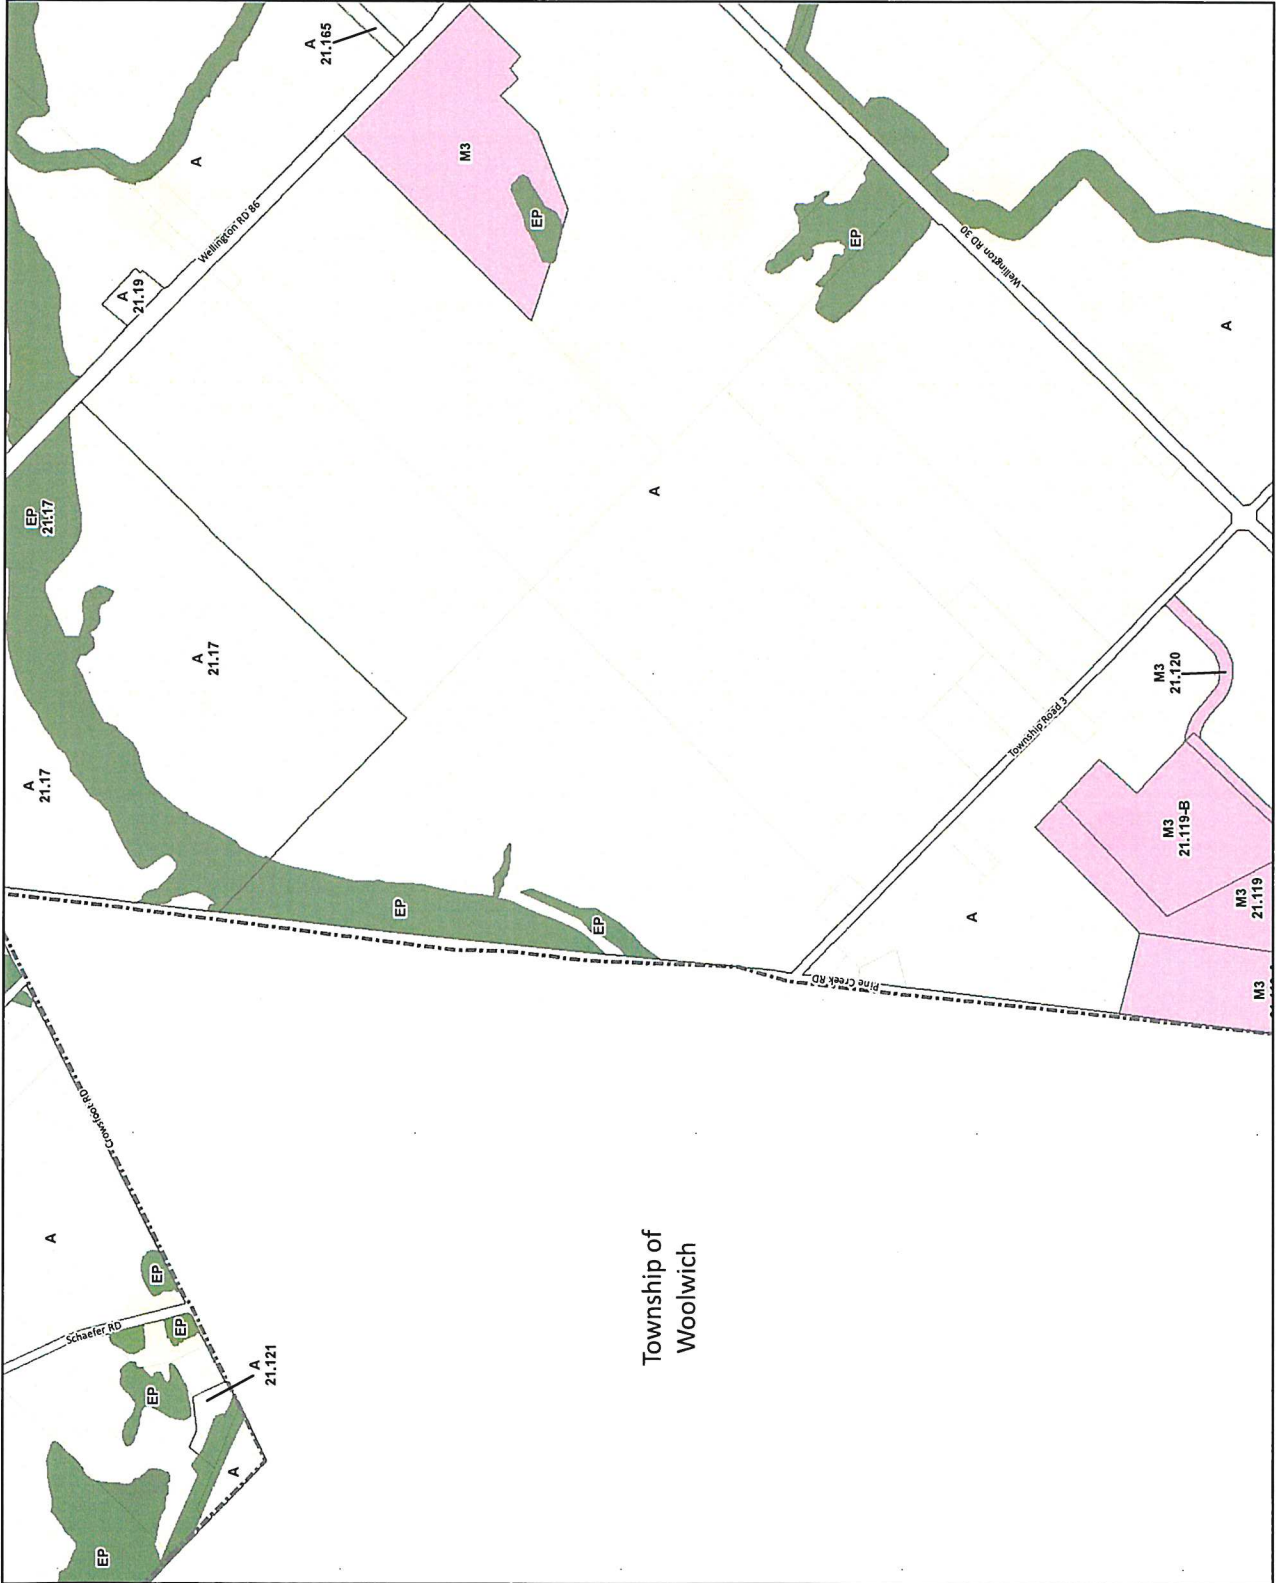 A
21.165
M3
A
Wellington RD 86
EP
A
21.19
EP
Wellington RD 30
A
EP
21.17
A
A
21.17
M3
21.120
Township Road 3
A
21.17
M3
21.119-B
M3
21.119
EP
EP
A
Pine Creek RD
M3
Crowsfoot RD
A
EP
Schaefer RD
EP
Township of
Woolwich
A
21.121
EP
A
EP